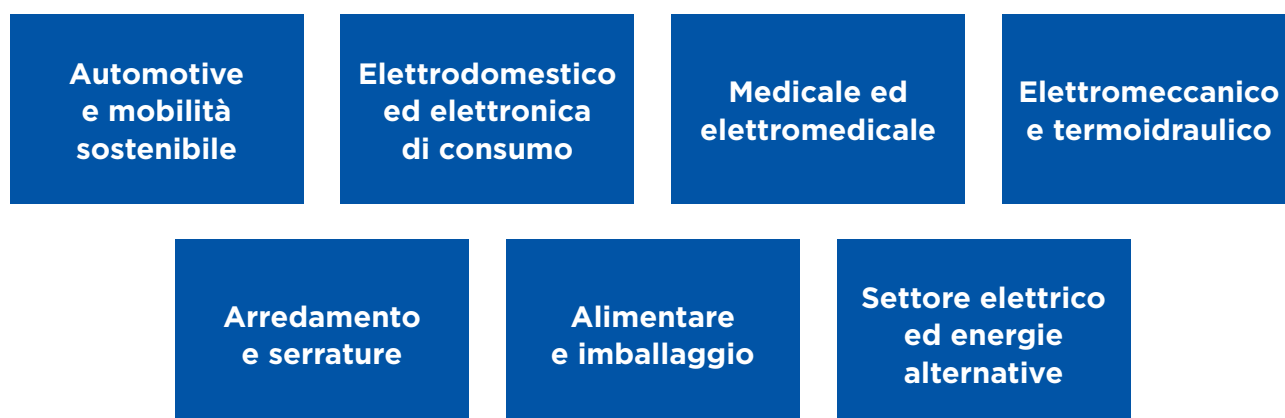 Automotive
e mobilità
sostenibile
Elettrodomestico
ed elettronica
di consumo
Medicale ed
elettromedicale
Elettromeccanico
e termoidraulico
Arredamento
e serrature
Alimentare
e imballaggio
Settore elettrico
ed energie
alternative